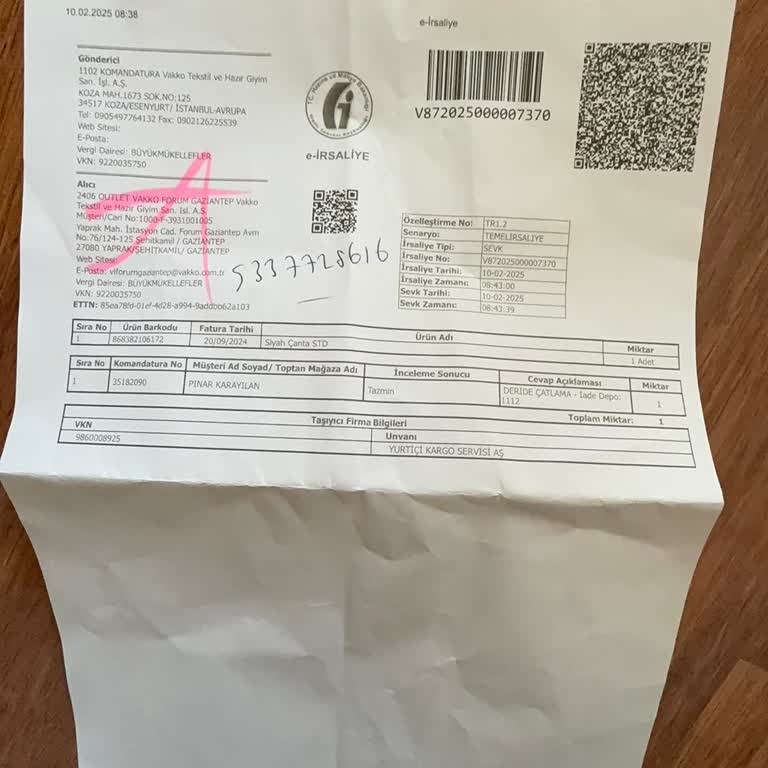 10.02.2025 08:38
e-İrsaliye
Gönderici
1102 KOMANDATURA Vakko Tekstil ve Hazır Giyim
San. İşl. A.Ş.
KOZA MAH.1673 SOK.NO:125
34517 KOZA/ESENYURT/ İSTANBUL-AVRUPA
Tel: 0905497764132 Fax: 0902126225539
Web Sitesi:
E-Posta:
Vergi Dairesi: BÜYÜKMÜKELLEFLER
VKN: 9220035750
e-İRSALİYE
V872025000007370
Alıcı
2406 OUTLET VAKKO FORUM GAZIANTEP Vakko
Tekstil ve Hazır Giyim San. İsl. A.Ş.
Müşteri/Cari No:1000-F-3931001005
Yaprak Mah. İstasyon Cad. Forum Gaziantep Avm
No:76/124-125 Şehitkamil / GAZİANTEP
27080 YAPRAK/ŞEHİTKAMİL/ GAZİANTEP
Web Sitesi:
E-Posta: viforumgaziantep@vakko.com.tr
Vergi Dairesi: BÜYÜKMÜKELLEFLER
VKN: 9220035750
ETTN: 85ea78fd-01ef-4d28-a994-9addbb62a103
5337728616
Özelleştirme No: TR1.2
Senaryo: TEMELIRSALIYE
İrsaliye Tipi: SEVK
İrsaliye No: V872025000007370
İrsaliye Tarihi: 10-02-2025
İrsaliye Zamanı: 08:43:00
Sevk Tarihi: 10-02-2025
Sevk Zamanı: 08:43:39
Sıra No Ürün Barkodu Fatura Tarihi Ürün Adı Miktar
1 868382106172 20/09/2024 Siyah Çanta STD 1 Adet
Sıra No Komandatura No Müşteri Ad Soyad/ Toptan Mağaza Adı İnceleme Sonucu Cevap Açıklaması Miktar
1 35182090 PINAR KARAYILAN Tazmin DERİDE ÇATLAMA - İade Depo: 1
1112
Toplam Miktar: 1
Taşıyıcı Firma Bilgileri
VKN Unvanı
9860008925 YURTİÇİ KARGO SERVİSİ AŞ